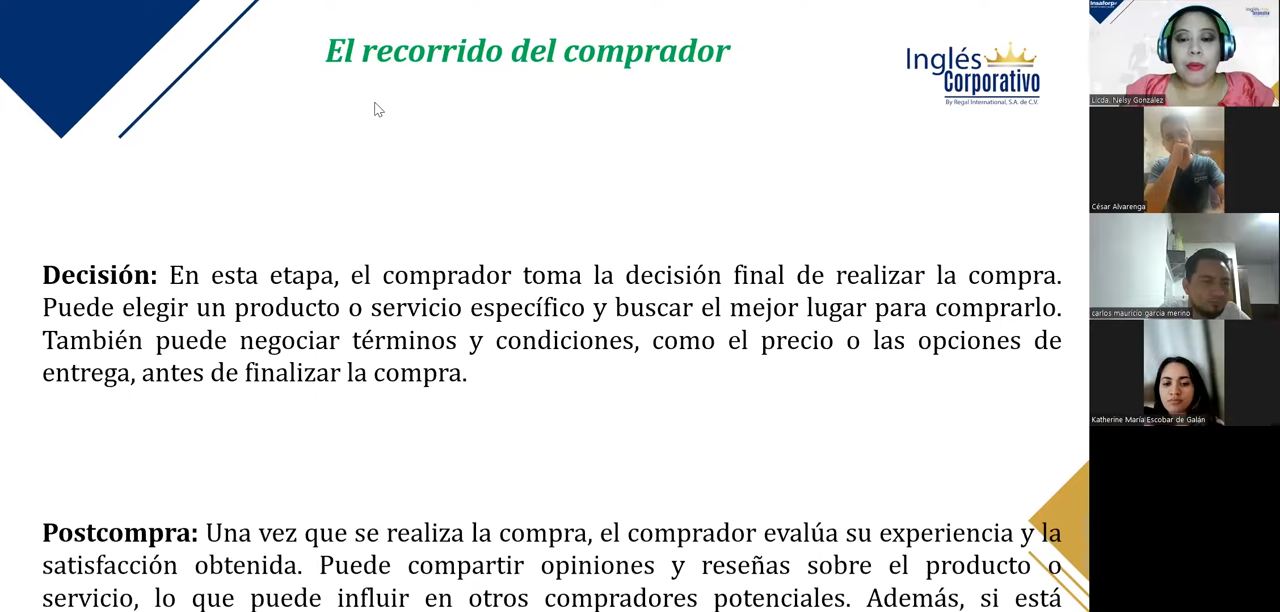 El recorrido del comprador
Inglés
Corporativo
By Regal International, S.A. de C.V.
Decisión: En esta etapa, el comprador toma la decisión final de realizar la compra.
Puede elegir un producto o servicio específico y buscar el mejor lugar para comprarlo.
También puede negociar términos y condiciones, como el precio o las opciones de
entrega, antes de finalizar la compra.
Postcompra: Una vez que se realiza la compra, el comprador evalúa su experiencia y la
satisfacción obtenida. Puede compartir opiniones y reseñas sobre el producto o
servicio, lo que puede influir en otros compradores potenciales. Además, si está
Insaforp
Licda. Nelsy González
César Alvarenga
carlos mauricio garcia merino
Katherine María Escobar de Galán